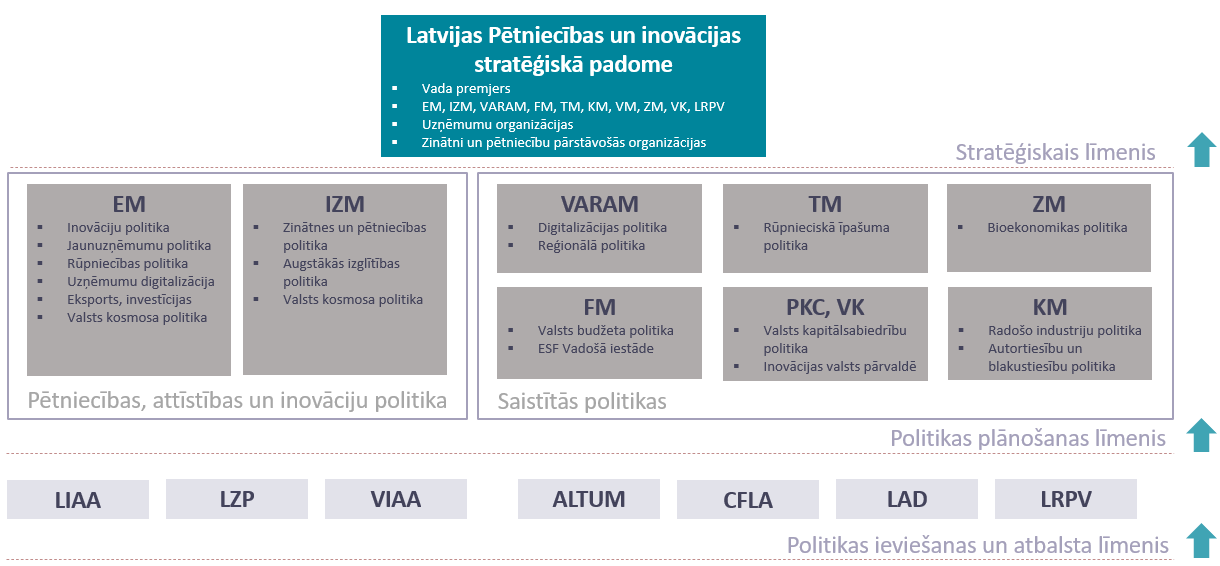 Latvijas Pētniecības un inovācijas
stratēģiskā padome
▪ Vada premjers
▪ EM, IZM, VARAM, FM, TM, KM, VM, ZM, VK, LRPV
▪ Uzņēmumu organizācijas
▪ Zinātni un pētniecību pārstāvošās organizācijas
Stratēģiskais līmenis
EM
▪ Inovāciju politika
▪ Jaunuzņēmumu politika
▪ Rūpniecības politika
▪ Uzņēmumu digitalizācija
▪ Eksports, investīcijas
▪ Valsts kosmosa politika
IZM
▪ Zinātnes un pētniecības
politika
▪ Augstākās izglītības
politika
▪ Valsts kosmosa politika
Pētniecības, attīstības un inovāciju politika
VARAM
▪ Digitalizācijas politika
▪ Reģionālā politika
TM
▪ Rūpnieciskā īpašuma
politika
ZM
▪ Bioekonomikas politika
FM
▪ Valsts budžeta politika
▪ ESF Vadošā iestāde
PKC, VK
▪ Valsts kapitālsabiedrību
politika
▪ Inovācijas valsts pārvaldē
KM
▪ Radošo industriju politika
▪ Autortiesību un
blakustiesību politika
Saistītās politikas
Politikas plānošanas līmenis
LIAA
LZP
VIAA
ALTUM
CFLA
LAD
LRPV
Politikas ieviešanas un atbalsta līmenis